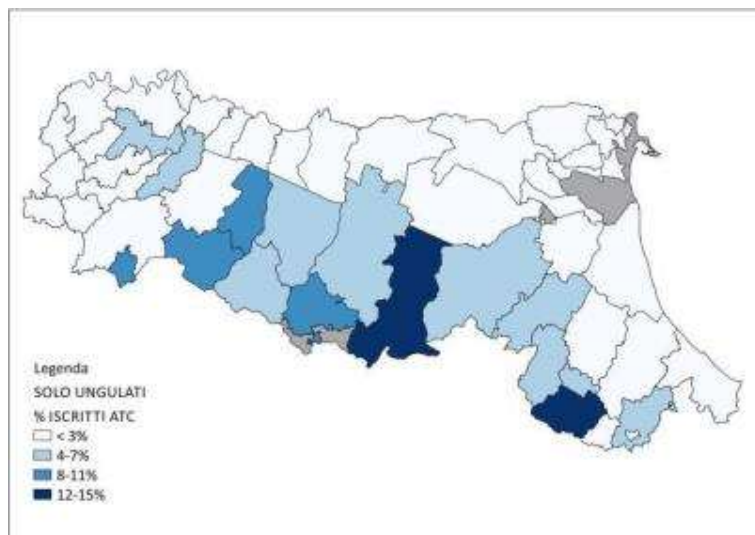 Legenda
SOLO UNGULATI
% ISCRITTI ATC
< 3%
4-7%
8-11%
12-15%